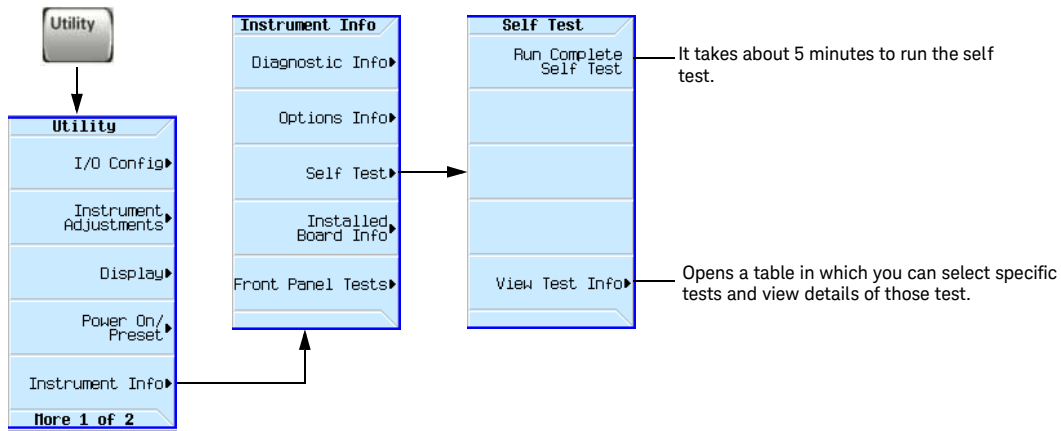 Utility
Utility
I/O Config
Instrument
Adjustments
Display
Power On/
Preset
Instrument Info
More 1 of 2
Instrument Info
Diagnostic Info
Options Info
Self Test
Installed
Board Info
Front Panel Tests
Self Test
Run Complete
Self Test
View Test Info
It takes about 5 minutes to run the self
test.
Opens a table in which you can select specific
tests and view details of those test.